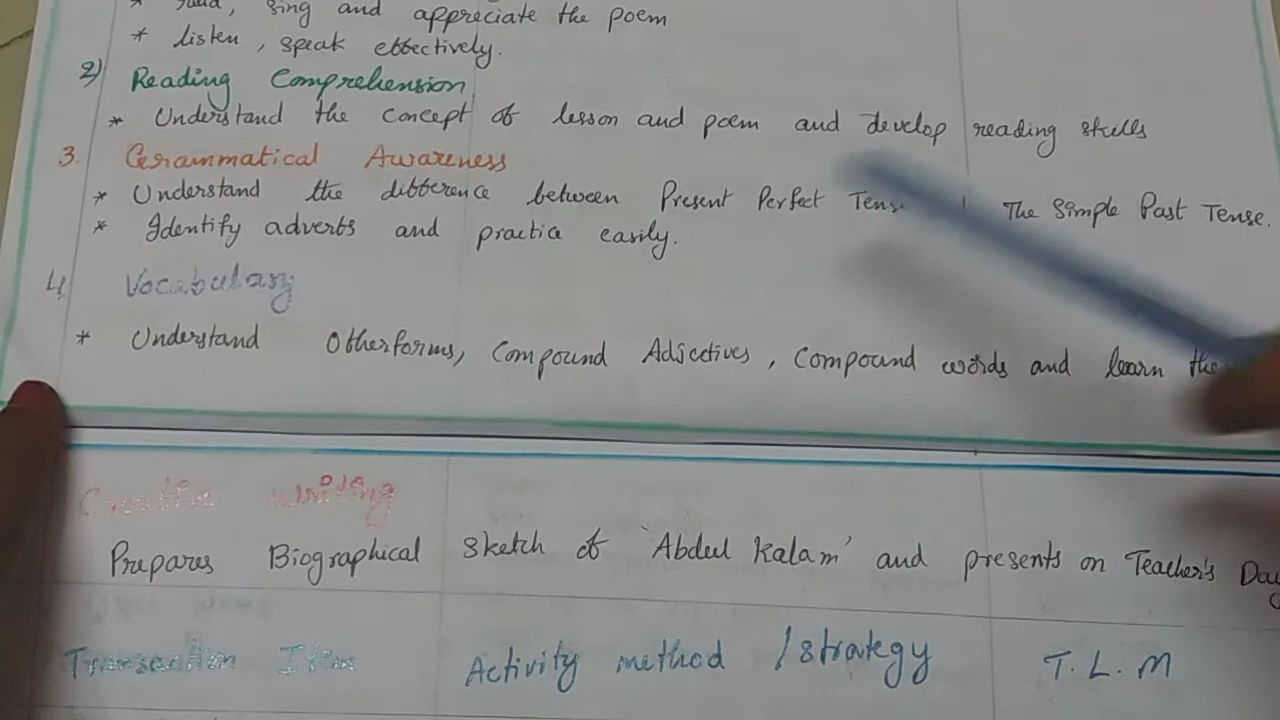 * read, sing and appreciate the poem
* listen, speak effectively.
2) Reading Comprehension
* Understand the concept of lesson and poem and develop reading skills
3. Grammatical Awareness
* Understand the difference between Present Perfect Tense The Simple Past Tense.
* Identify adverbs and practice easily.
4) Vocabulary
* Understand Otherforms, Compound Adjectives, Compound words and learn
Creative Writing
Prepares Biographical Sketch of 'Abdul Kalam' and presents on Teacher's Day
Transaction Item Activity method / strategy T.L.M